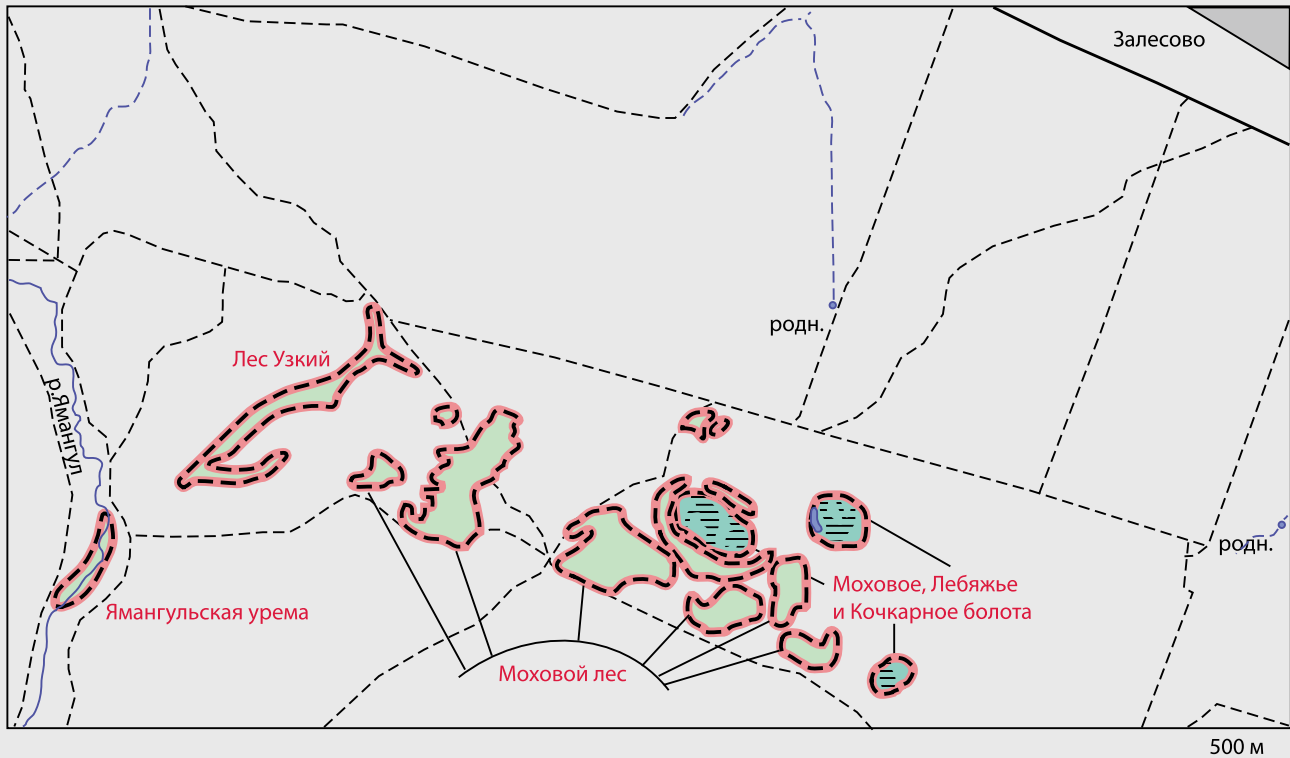 Залесово
родн.
Лес Узкий
р.Ямангул
родн.
Моховое, Лебяжье
и Кочкарное болота
Ямангульская урема
Моховой лес
500 м